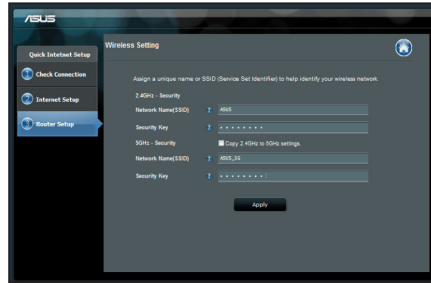 ASUS
Quick Internet Setup
Check Connection
Internet Setup
Router Setup
Wireless Setting
Assign a unique name or SSID (Service Set Identifier) to help identify your wireless network.
2.4GHz - Security
Network Name(SSID) ASUS
Security Key
5GHz - Security Copy 2.4GHz to 5GHz settings.
Network Name(SSID) ASUS_5G
Security Key
Apply